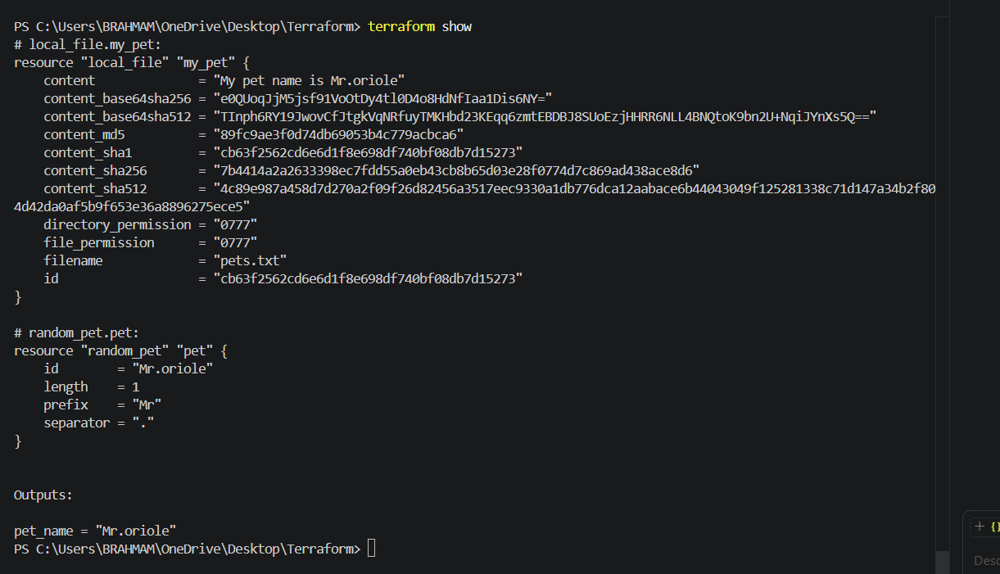 PS C:\Users\BRAHMAM\OneDrive\Desktop\Terraform> terraform show
# local_file.my_pet:
resource "local_file" "my_pet" {
    content              = "My pet name is Mr.oriole"
    content_base64sha256 = "e0QUoqJjM5jsf91VoOtDy4tl0D4o8HdNfIaa1Dis6NY="
    content_base64sha512 = "TInph6RY19JwovCfJtgkVqNRfuyTMKHbd23KEqq6zmtEBDBJ8SUoEzjHHRR6NLL4BNQtoK9bn2U+NqiJYnXs5Q=="
    content_md5          = "89fc9ae3f0d74db69053b4c779acbca6"
    content_sha1         = "cb63f2562cd6e6d1f8e698df740bf08db7d15273"
    content_sha256       = "7b4414a2a2633398ec7fdd55a0eb43cb8b65d03e28f0774d7c869ad438ace8d6"
    content_sha512       = "4c89e987a458d7d270a2f09f26d82456a3517eec9330a1db776dca12aabace6b44043049f125281338c71d147a34b2f80
4d42da0af5b9f653e36a8896275ece5"
    directory_permission = "0777"
    file_permission      = "0777"
    filename             = "pets.txt"
    id                   = "cb63f2562cd6e6d1f8e698df740bf08db7d15273"
}
# random_pet.pet:
resource "random_pet" "pet" {
    id        = "Mr.oriole"
    length    = 1
    prefix    = "Mr"
    separator = "."
}
Outputs:
pet_name = "Mr.oriole"
PS C:\Users\BRAHMAM\OneDrive\Desktop\Terraform>
+ {}
Desc